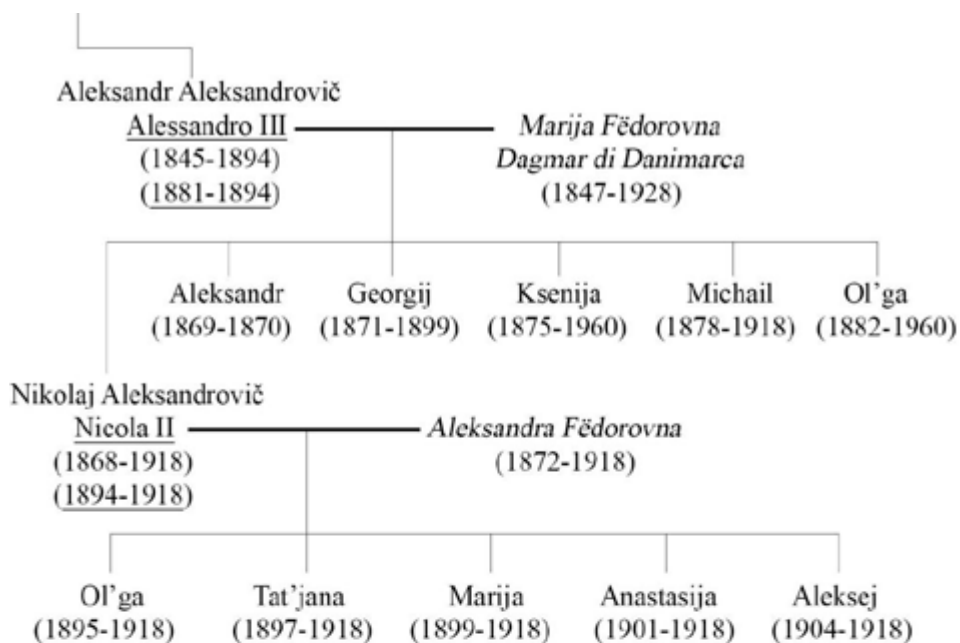 Aleksandr Aleksandrovič
Alessandro III
(1845-1894)
(1881-1894)
Marija Fëdorovna
Dagmar di Danimarca
(1847-1928)
Aleksandr
(1869-1870)
Georgij
(1871-1899)
Ksenija
(1875-1960)
Michail
(1878-1918)
Ol’ga
(1882-1960)
Nikolaj Aleksandrovič
Nicola II
(1868-1918)
(1894-1918)
Aleksandra Fëdorovna
(1872-1918)
Ol’ga
(1895-1918)
Tat’jana
(1897-1918)
Marija
(1899-1918)
Anastasija
(1901-1918)
Aleksej
(1904-1918)